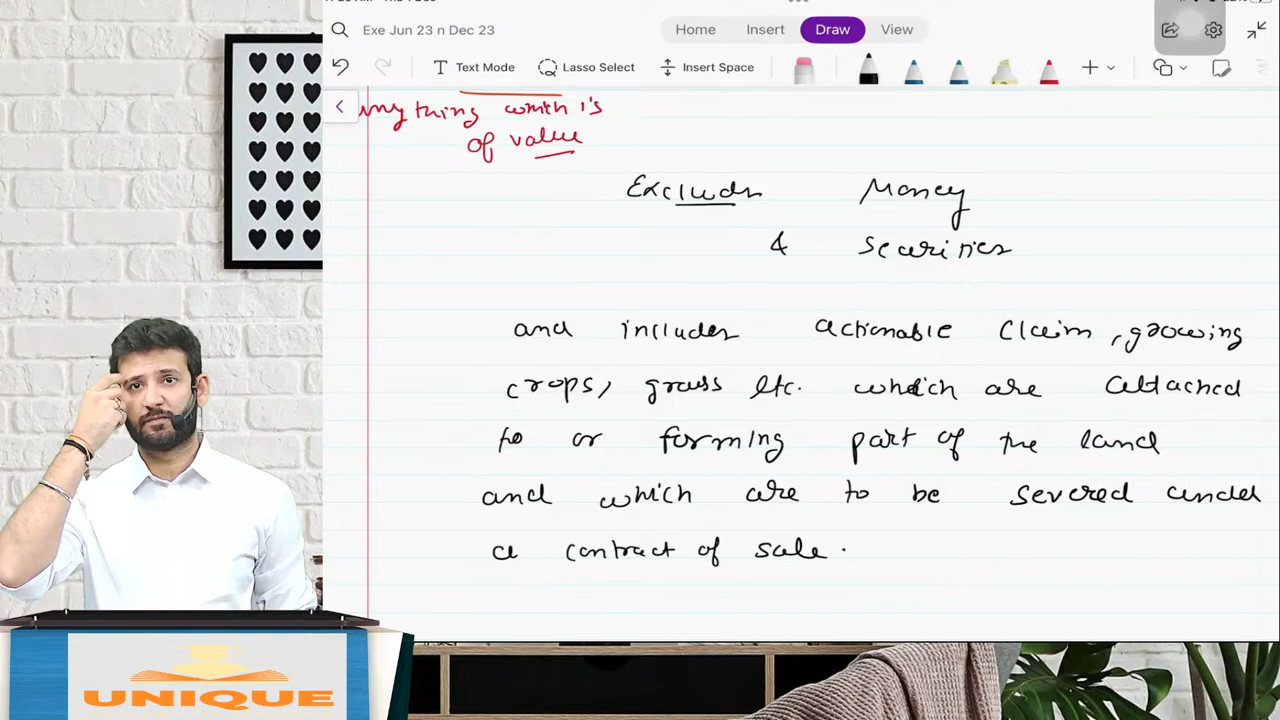 Exe Jun 23 n Dec 23
Home Insert Draw View
Text Mode Lasso Select Insert Space
anything which is
of value
Excludes Money
& Securities
and includes actionable claim, growing
crops, grass etc. which are attached
to or forming part of the land
and which are to be severed under
a contract of sale.
UNIQUE